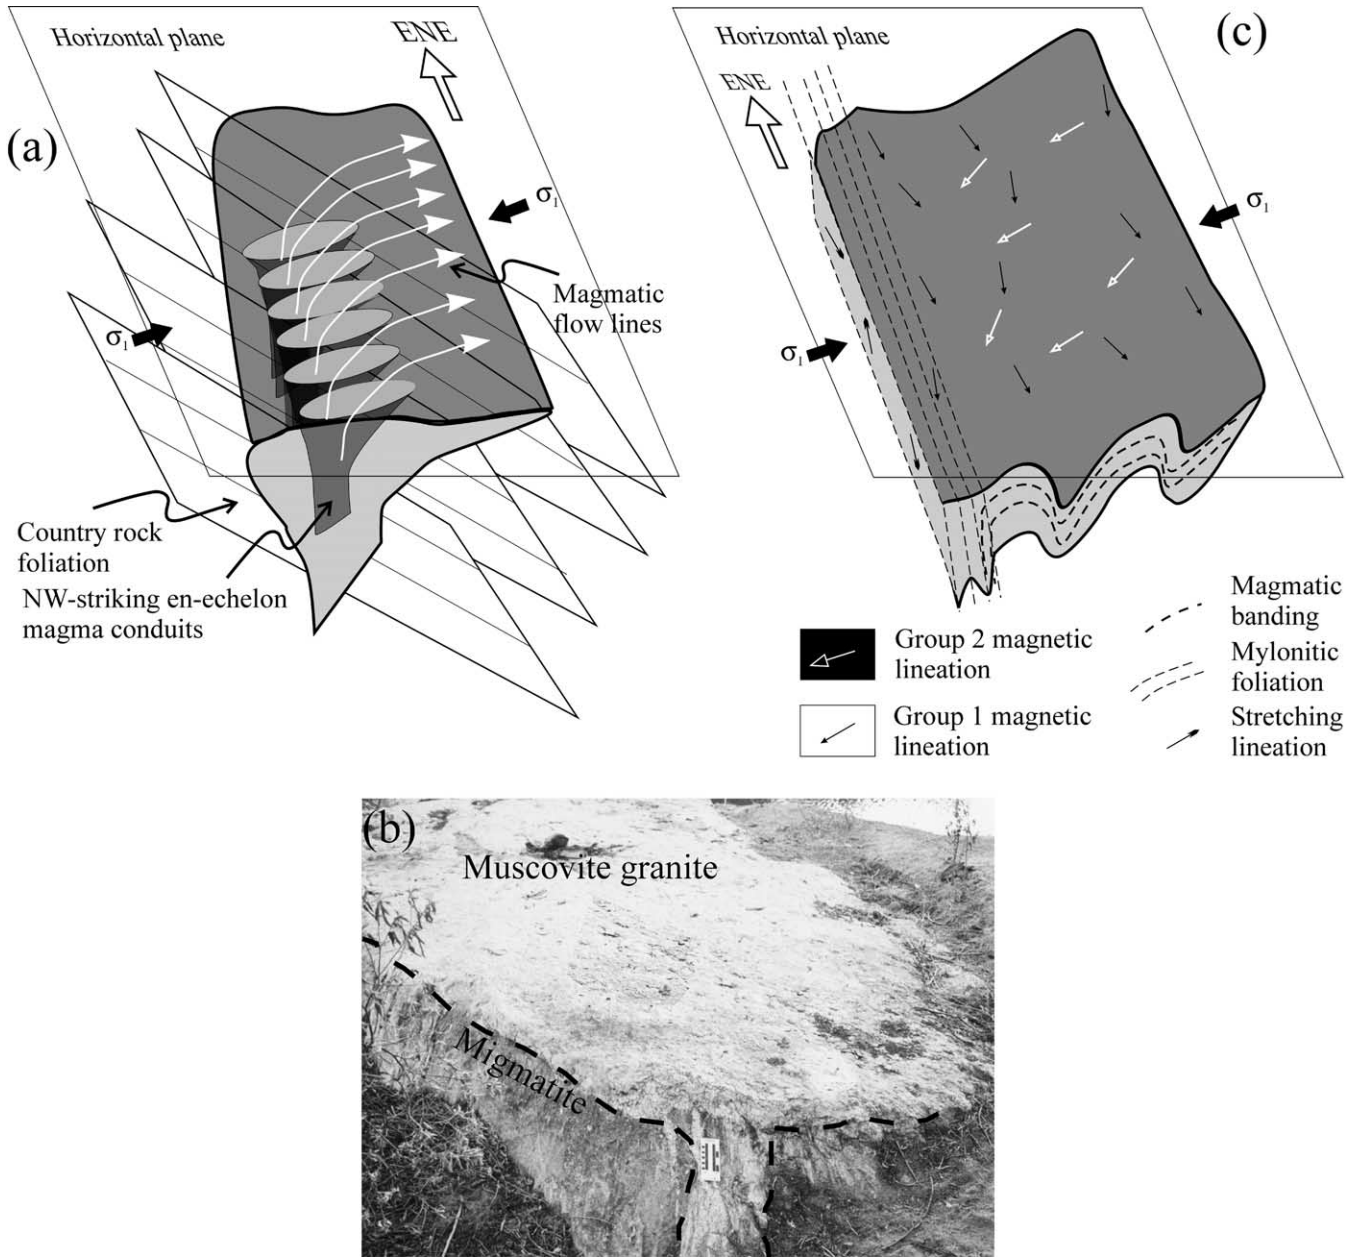 (a)
Horizontal plane
ENE
σ1
σ1
Magmatic
flow lines
Country rock
foliation
NW-striking en-echelon
magma conduits
(c)
Horizontal plane
ENE
σ1
σ1
Group 2 magnetic
lineation
Group 1 magnetic
lineation
Magmatic
banding
Mylonitic
foliation
Stretching
lineation
(b)
Muscovite granite
Migmatite